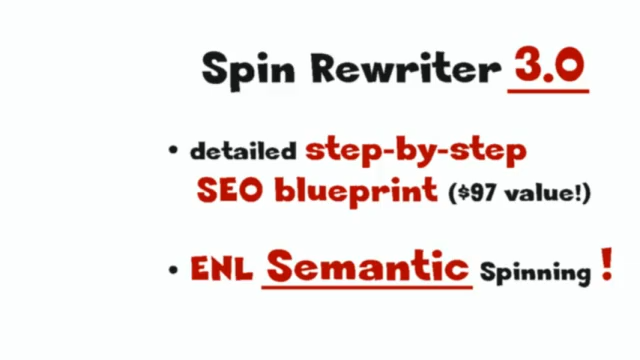 Spin Rewriter 3.0
• detailed step-by-step
SEO blueprint ($97 value!)
• ENL Semantic Spinning!